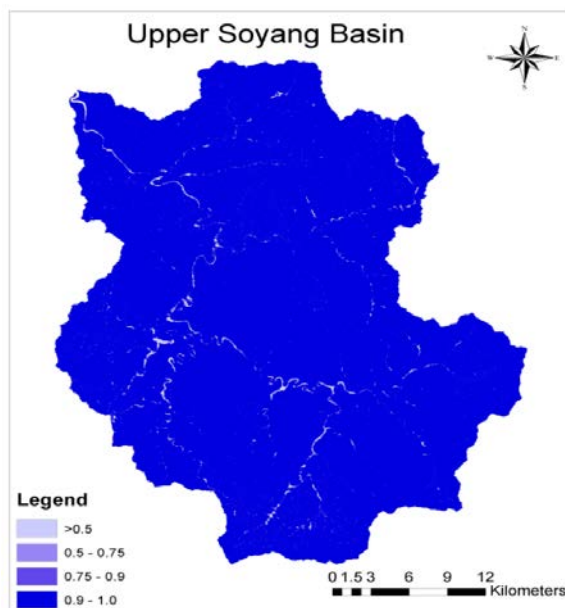 Upper Soyang Basin
N
W E
S
Legend
>0.5
0.5 - 0.75
0.75 - 0.9
0.9 - 1.0
0 1.5 3 6 9 12
Kilometers